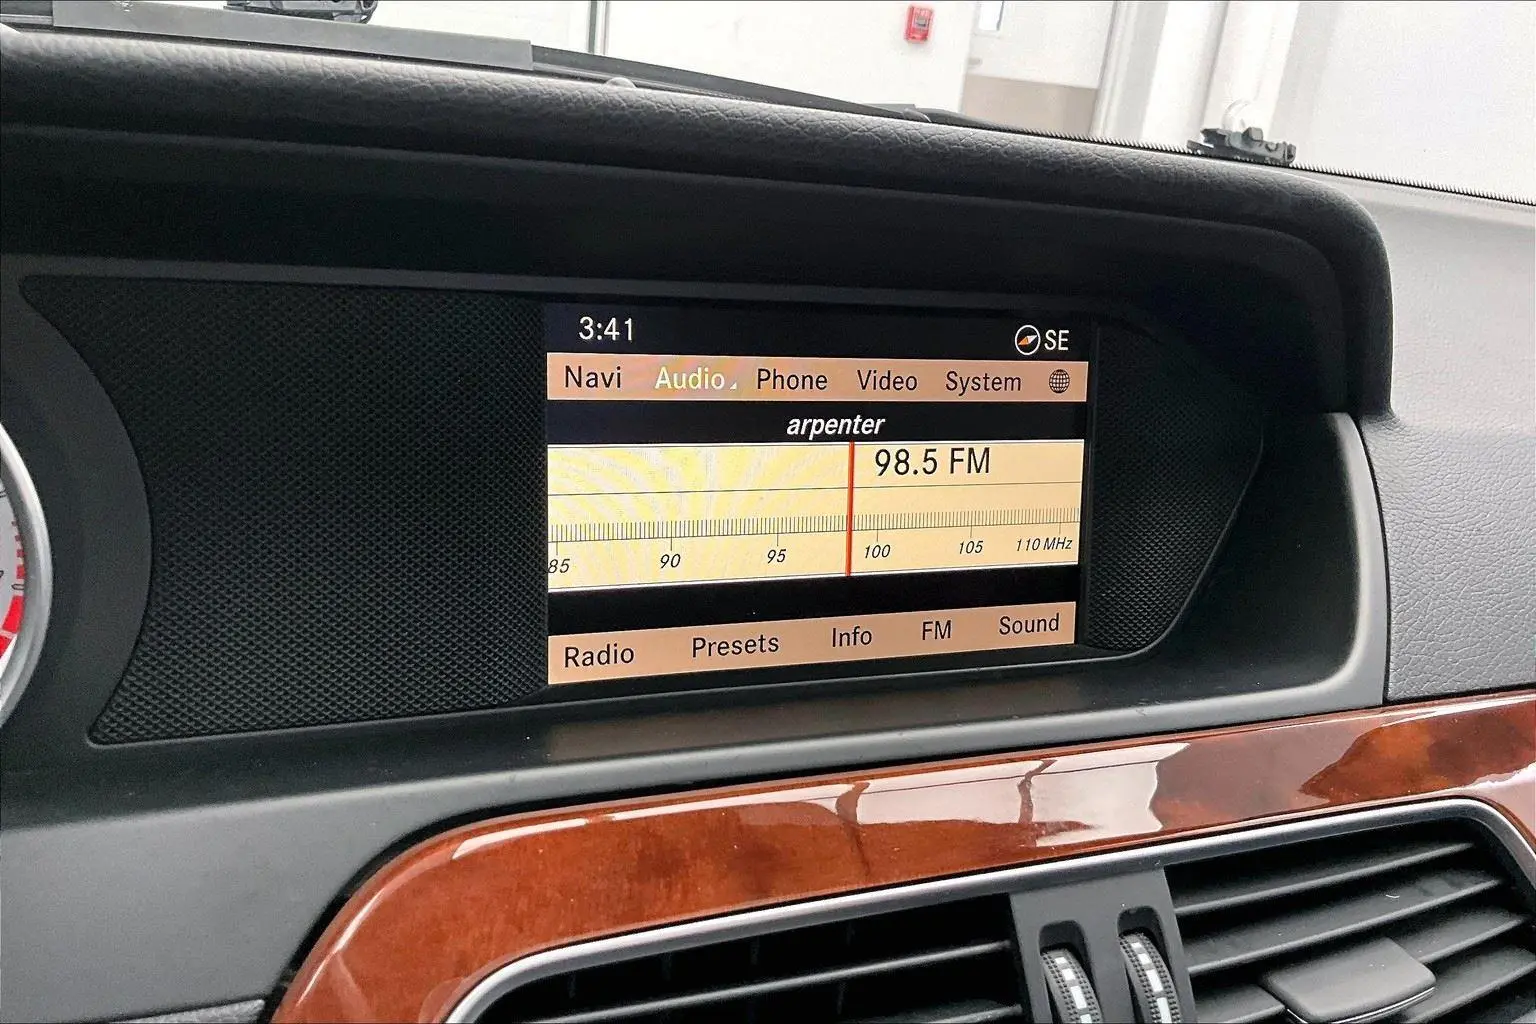 3:41 SE
Navi Audio Phone Video System
arpenter
98.5 FM
85 90 95 100 105 110 MHz
Radio Presets Info FM Sound